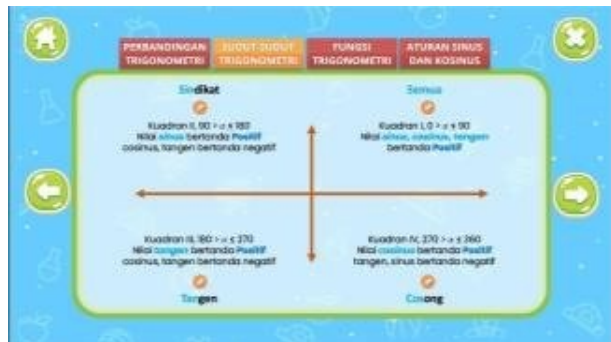 PERBANDINGAN
TRIGONOMETRI
SUDUT-SUDUT
TRIGONOMETRI
FUNGSI
TRIGONOMETRI
ATURAN SINUS
DAN KOSINUS
Sindikat
Kuadran II, 90 > α ≤ 180
Nilai sinus bertanda Positif
cosinus, tangen bertanda negatif
Semua
Kuadran I, 0 > α ≤ 90
Nilai sinus, cosinus, tangen
bertanda Positif
Kuadran III, 180 > α ≤ 270
Nilai tangen bertanda Positif
cosinus, tangen bertanda negatif
Tangen
Kuadran IV, 270 > α ≤ 360
Nilai cosinus bertanda Positif
tangen, sinus bertanda negatif
Cosong